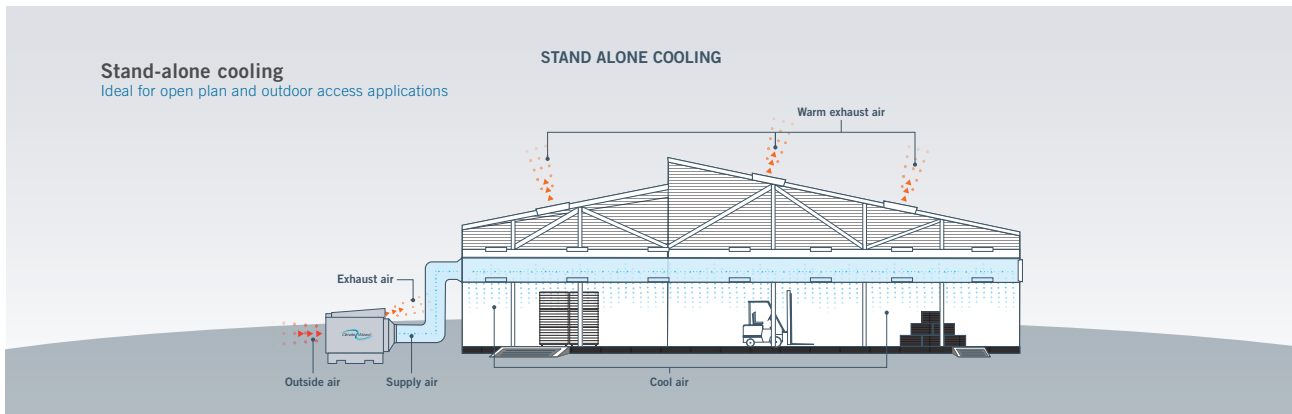 STAND ALONE COOLING
Stand-alone cooling
Ideal for open plan and outdoor access applications
Warm exhaust air
Exhaust air
Outside air
Supply air
Cool air